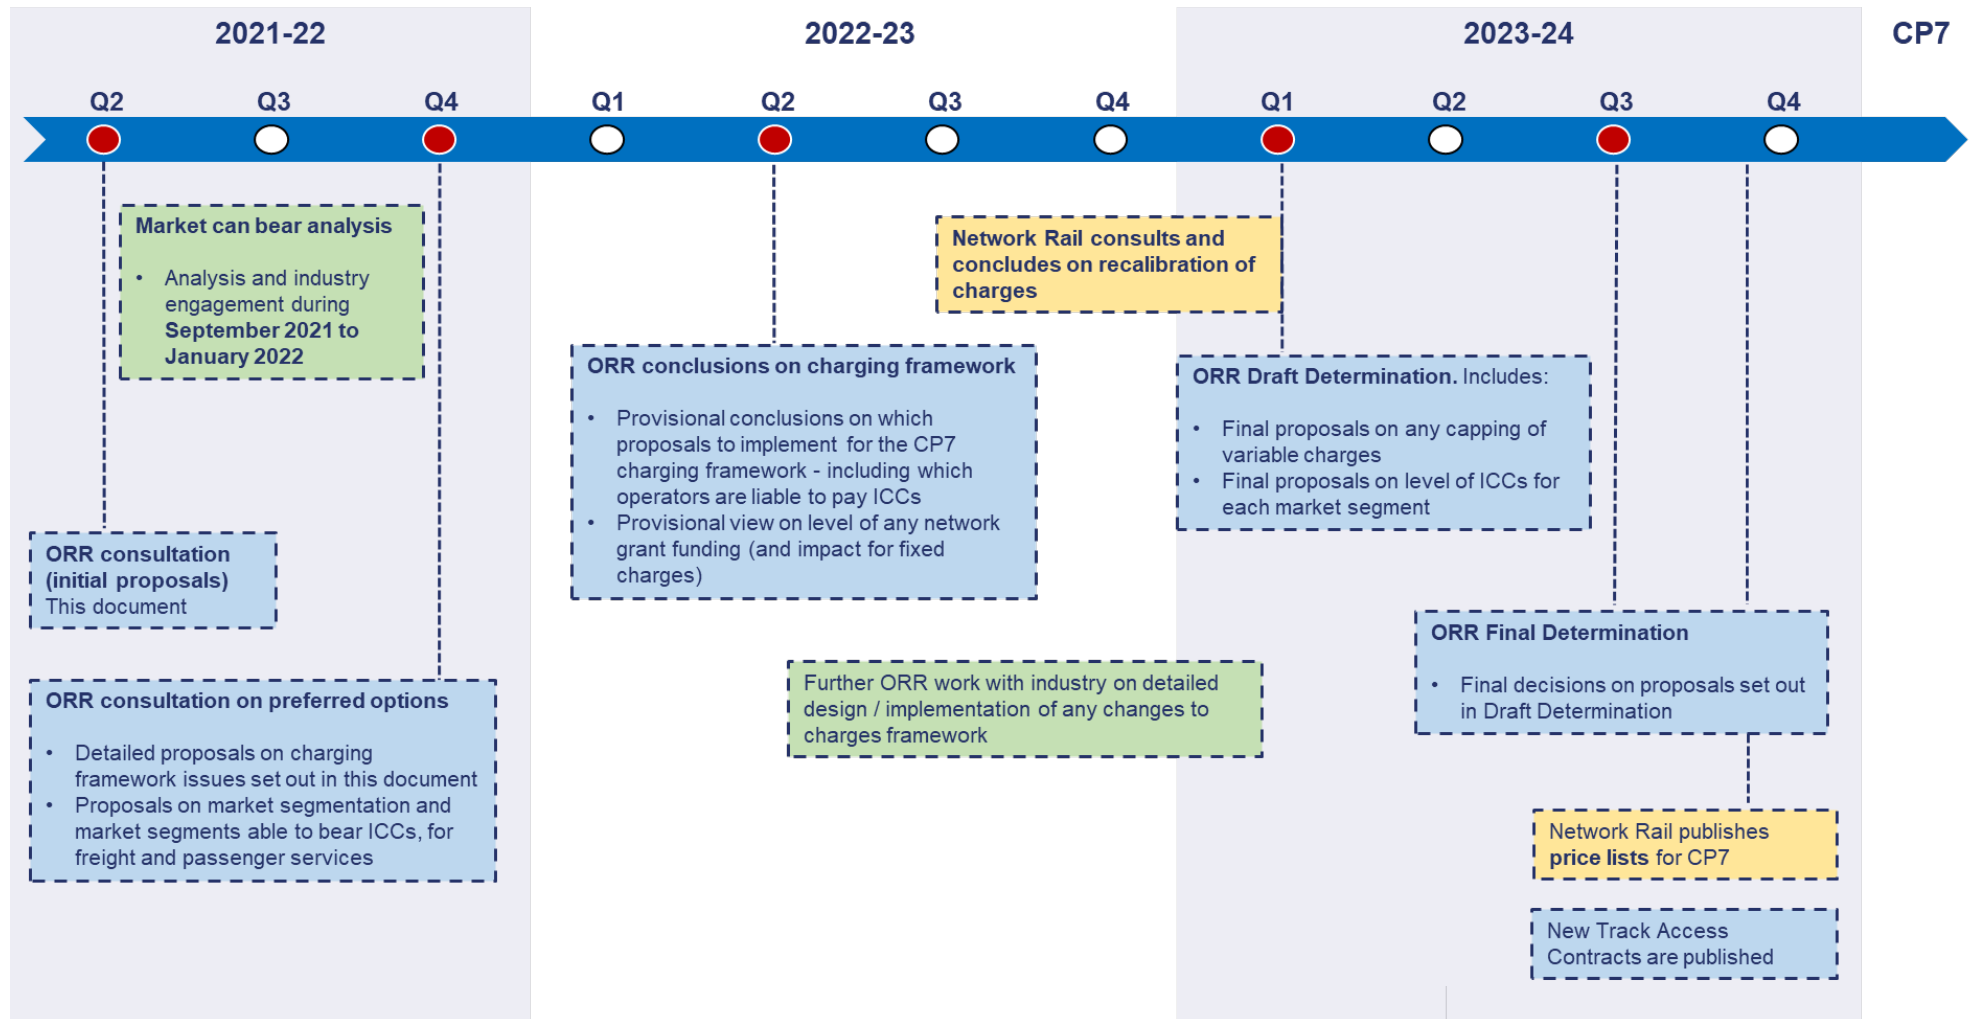 2021-22
2022-23
2023-24
CP7
Q2
Q3
Q4
Q1
Q2
Q3
Q4
Q1
Q2
Q3
Q4
Market can bear analysis
• Analysis and industry
engagement during
September 2021 to
January 2022
Network Rail consults and
concludes on recalibration of
charges
ORR conclusions on charging framework
• Provisional conclusions on which
proposals to implement for the CP7
charging framework - including which
operators are liable to pay ICCs
• Provisional view on level of any network
grant funding (and impact for fixed
charges)
ORR Draft Determination. Includes:
• Final proposals on any capping of
variable charges
• Final proposals on level of ICCs for
each market segment
ORR consultation
(initial proposals)
This document
ORR Final Determination
• Final decisions on proposals set out
in Draft Determination
Further ORR work with industry on detailed
design / implementation of any changes to
charges framework
ORR consultation on preferred options
• Detailed proposals on charging
framework issues set out in this document
• Proposals on market segmentation and
market segments able to bear ICCs, for
freight and passenger services
Network Rail publishes
price lists for CP7
New Track Access
Contracts are published